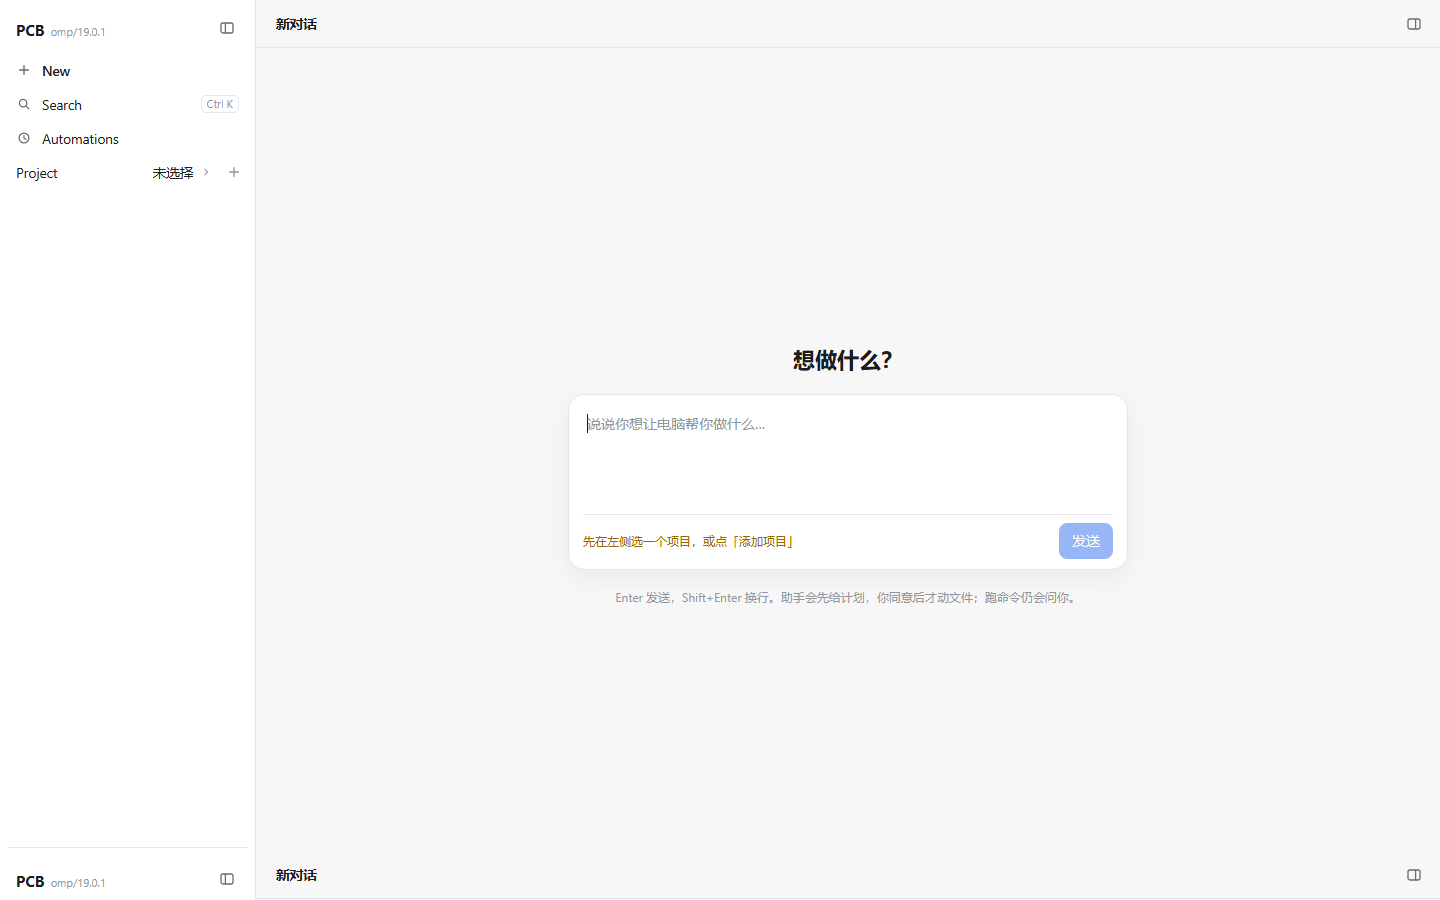 PCB omp/19.0.1
New
Search Ctrl K
Automations
Project 未选择
新对话
想做什么？
说说你想让电脑帮你做什么...
先在左侧选一个项目，或点「添加项目」
发送
Enter 发送，Shift+Enter 换行。助手会先给计划，你同意后才动文件；跑命令仍会问你。
PCB omp/19.0.1
新对话